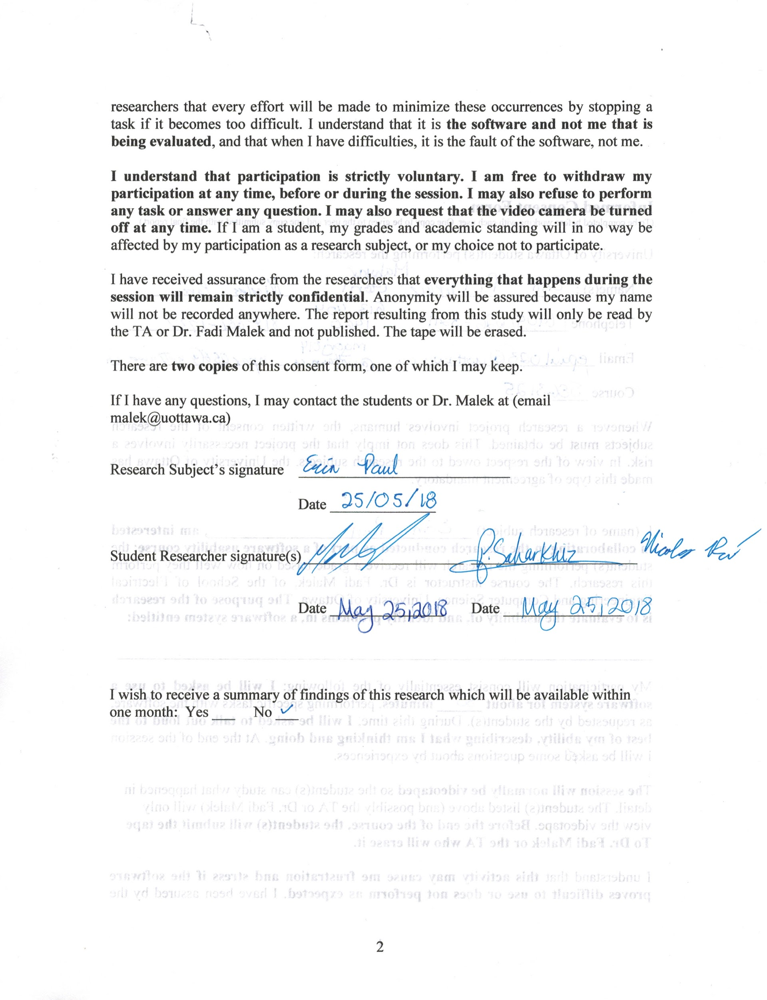 researchers that every effort will be made to minimize these occurrences by stopping a
task if it becomes too difficult. I understand that it is the software and not me that is
being evaluated, and that when I have difficulties, it is the fault of the software, not me.
I understand that participation is strictly voluntary. I am free to withdraw my
participation at any time, before or during the session. I may also refuse to perform
any task or answer any question. I may also request that the video camera be turned
off at any time. If I am a student, my grades and academic standing will in no way be
affected by my participation as a research subject, or my choice not to participate.
I have received assurance from the researchers that everything that happens during the
session will remain strictly confidential. Anonymity will be assured because my name
will not be recorded anywhere. The report resulting from this study will only be read by
the TA or Dr. Fadi Malek and not published. The tape will be erased.
There are two copies of this consent form, one of which I may keep.
If I have any questions, I may contact the students or Dr. Malek at (email
malek@uottawa.ca)
Research Subject's signature Erin Paul
Date 25/05/18
Student Researcher signature(s) P. Saharkhiz Nicolas
Date May 25, 2018 Date May 25, 2018
I wish to receive a summary of findings of this research which will be available within
one month: Yes ___ No ✓
2